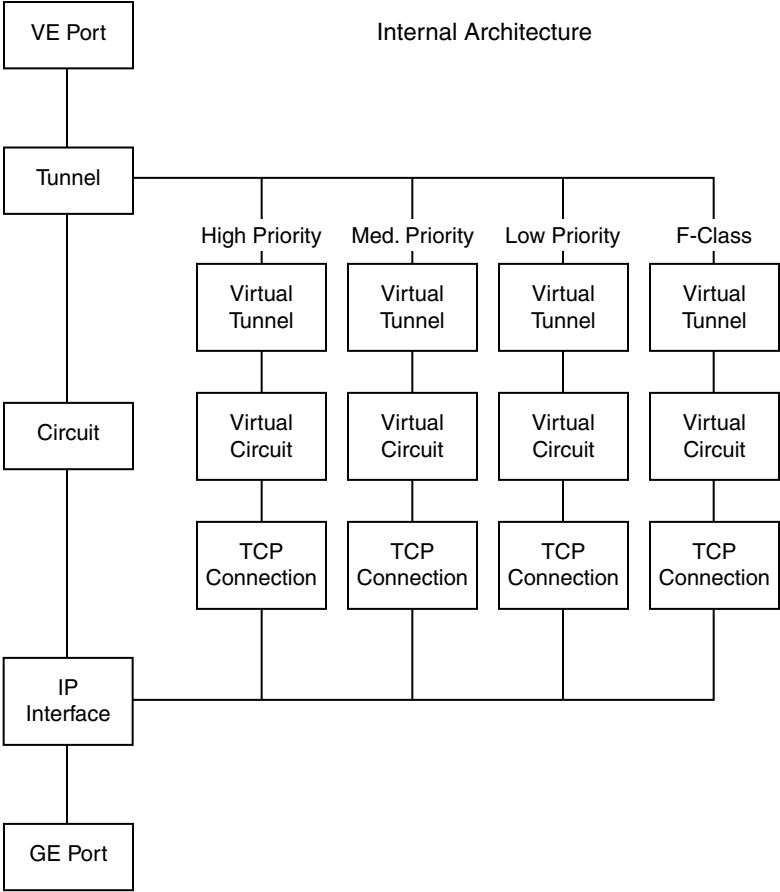 VE Port
Internal Architecture
Tunnel
High Priority
Med. Priority
Low Priority
F-Class
Virtual
Tunnel
Virtual
Tunnel
Virtual
Tunnel
Virtual
Tunnel
Circuit
Virtual
Circuit
Virtual
Circuit
Virtual
Circuit
Virtual
Circuit
TCP
Connection
TCP
Connection
TCP
Connection
TCP
Connection
IP
Interface
GE Port